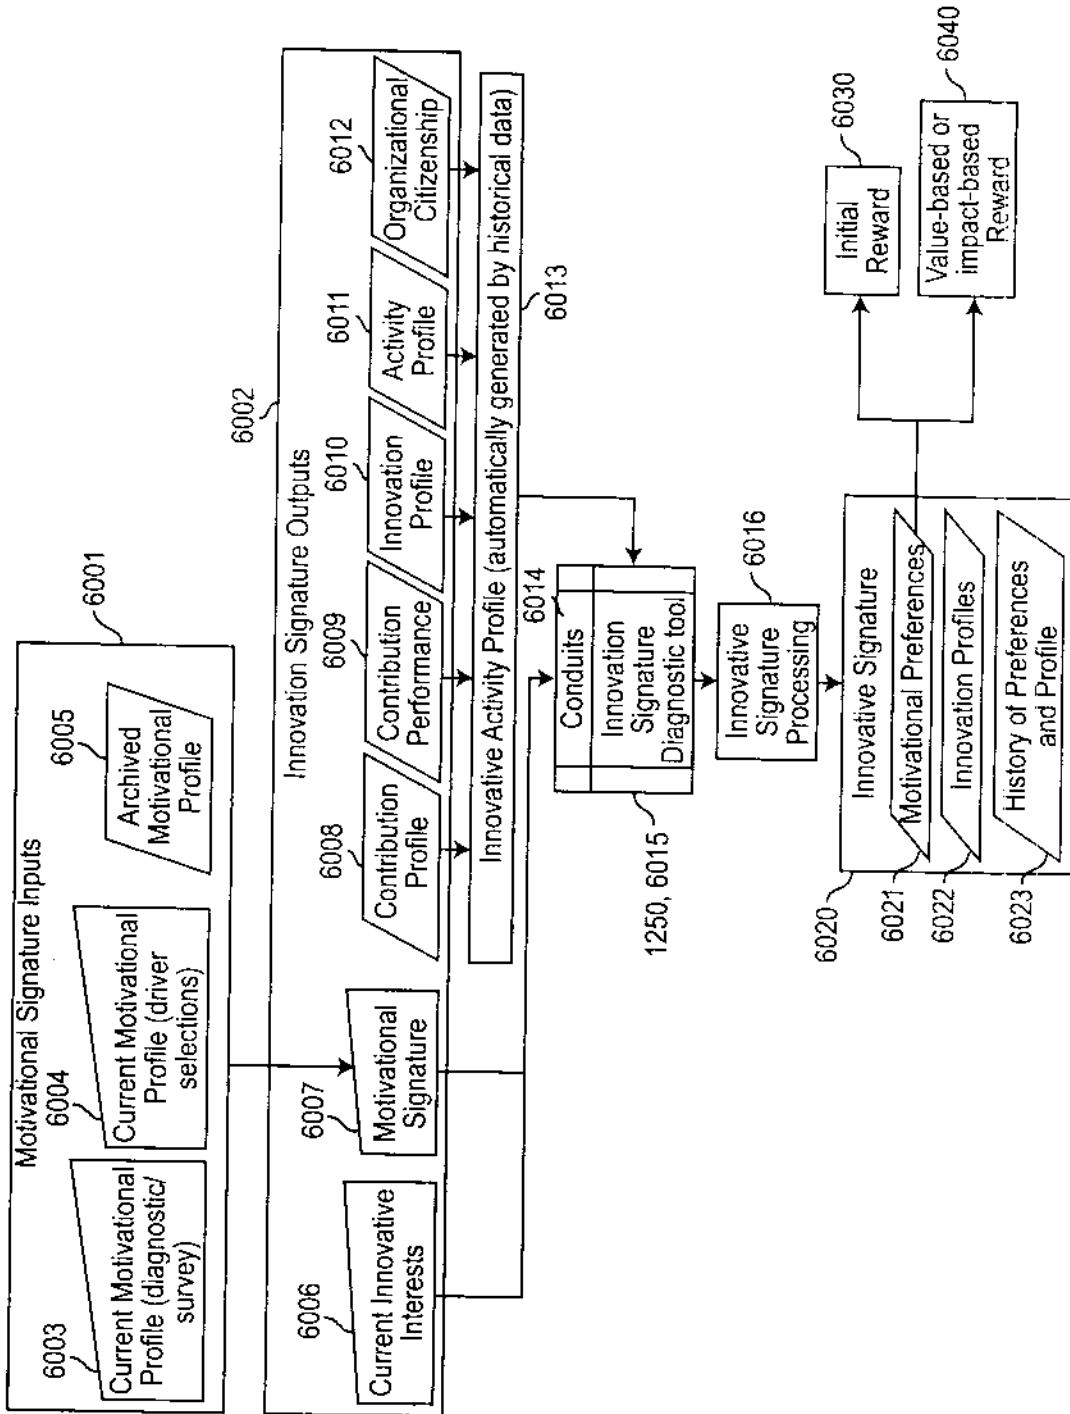 Motivational Signature Inputs
6001
6003
Current Motivational
Profile (diagnostic/
survey)
6004
Current Motivational
Profile (driver
selections)
6005
Archived
Motivational
Profile
6002
Innovation Signature Outputs
6006
Current Innovative
Interests
6007
Motivational
Signature
6008
Contribution
Profile
6009
Contribution
Performance
6010
Innovation
Profile
6011
Activity
Profile
6012
Organizational
Citizenship
Innovative Activity Profile (automatically generated by historical data)
6013
6014
Conduits
Innovation
Signature
Diagnostic tool
1250, 6015
Innovative
Signature
Processing
6016
6020
Innovative Signature
Motivational Preferences
6021
Innovation Profiles
6022
History of Preferences
and Profile
6023
Initial
Reward
6030
Value-based or
impact-based
Reward
6040